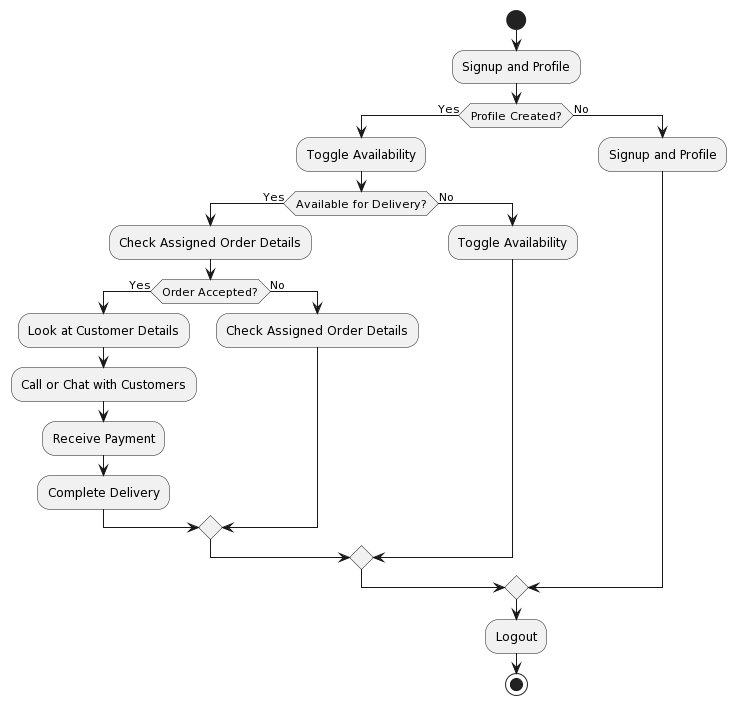 Signup and Profile
Yes
Profile Created?
No
Toggle Availability
Signup and Profile
Yes
Available for Delivery?
No
Check Assigned Order Details
Toggle Availability
Yes
Order Accepted?
No
Look at Customer Details
Check Assigned Order Details
Call or Chat with Customers
Receive Payment
Complete Delivery
Logout